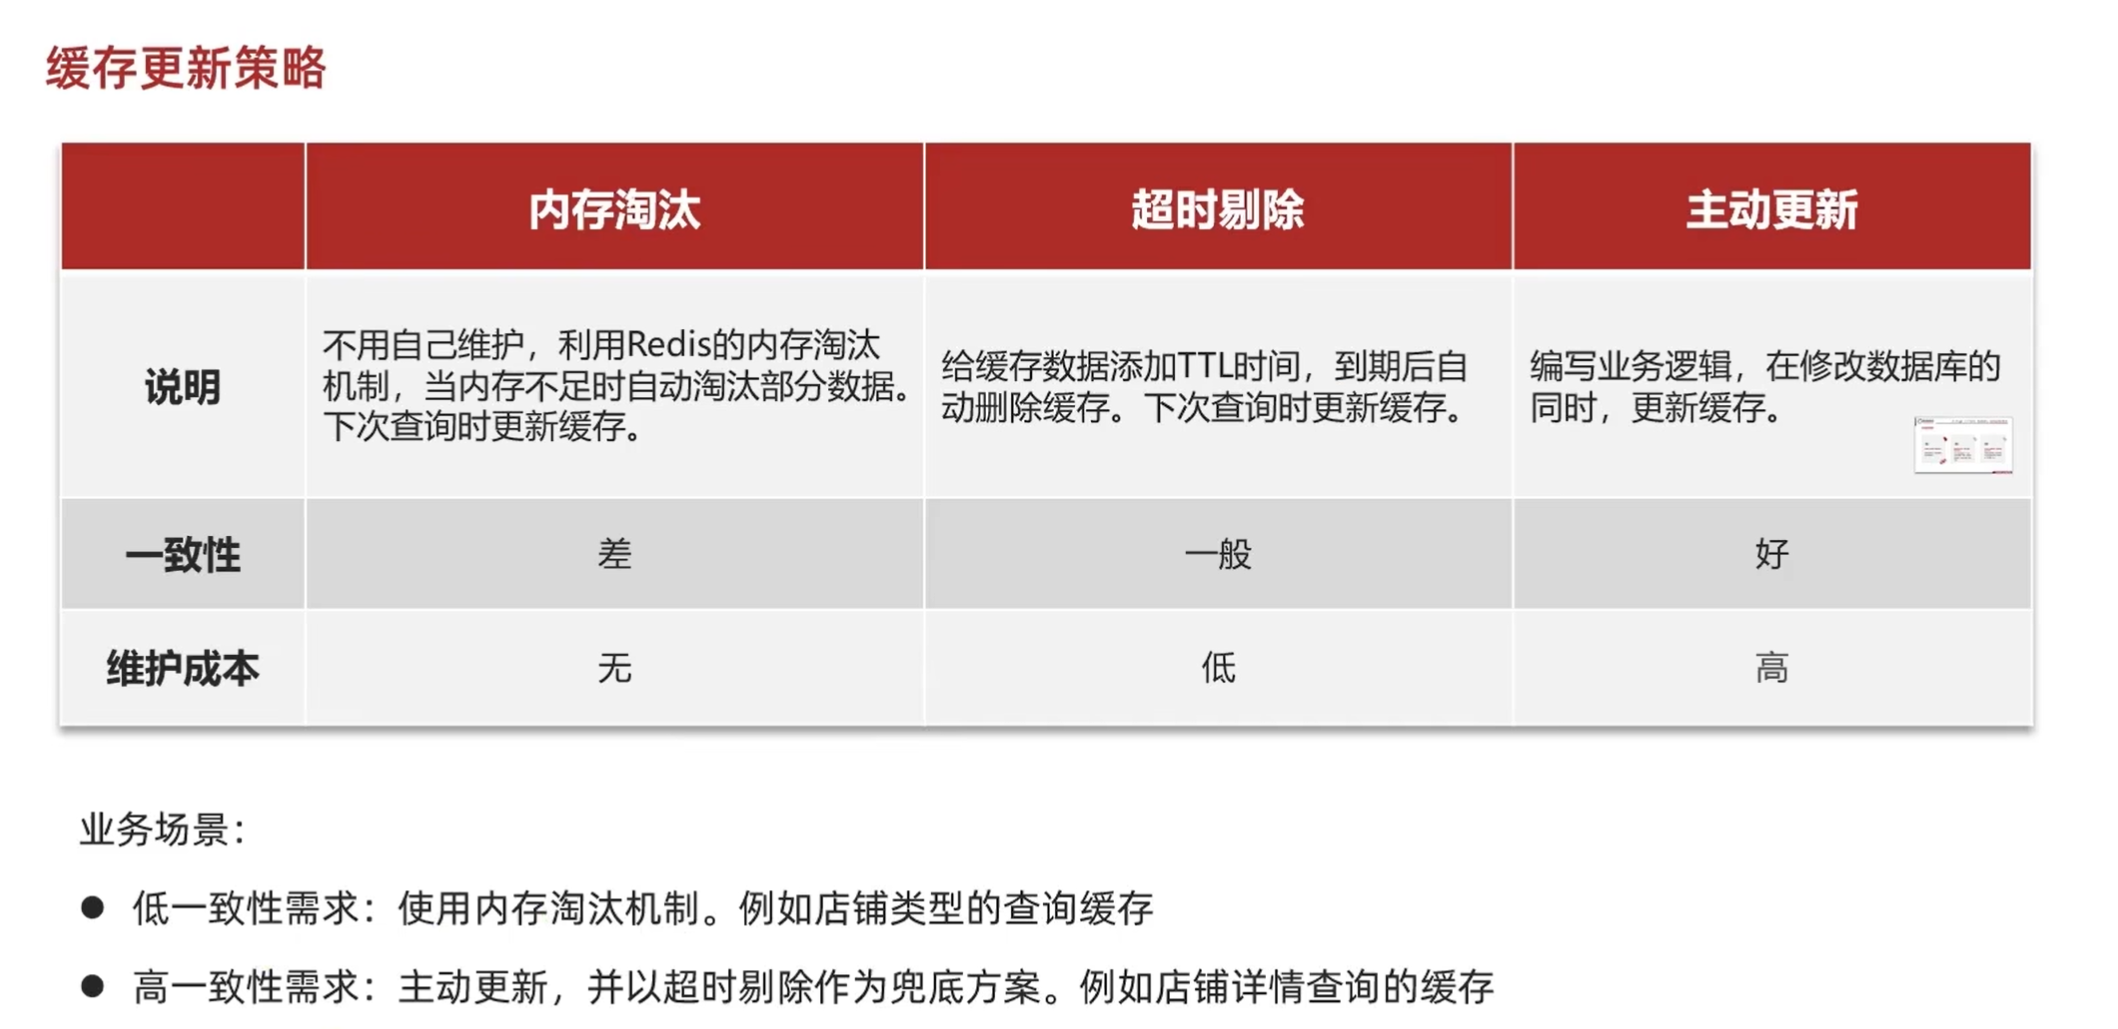 缓存更新策略
内存淘汰
超时剔除
主动更新
说明
不用自己维护，利用Redis的内存淘汰
机制，当内存不足时自动淘汰部分数据。
下次查询时更新缓存。
给缓存数据添加TTL时间，到期后自
动删除缓存。下次查询时更新缓存。
编写业务逻辑，在修改数据库的
同时，更新缓存。
一致性
差
一般
好
维护成本
无
低
高
业务场景：
● 低一致性需求：使用内存淘汰机制。例如店铺类型的查询缓存
● 高一致性需求：主动更新，并以超时剔除作为兜底方案。例如店铺详情查询的缓存